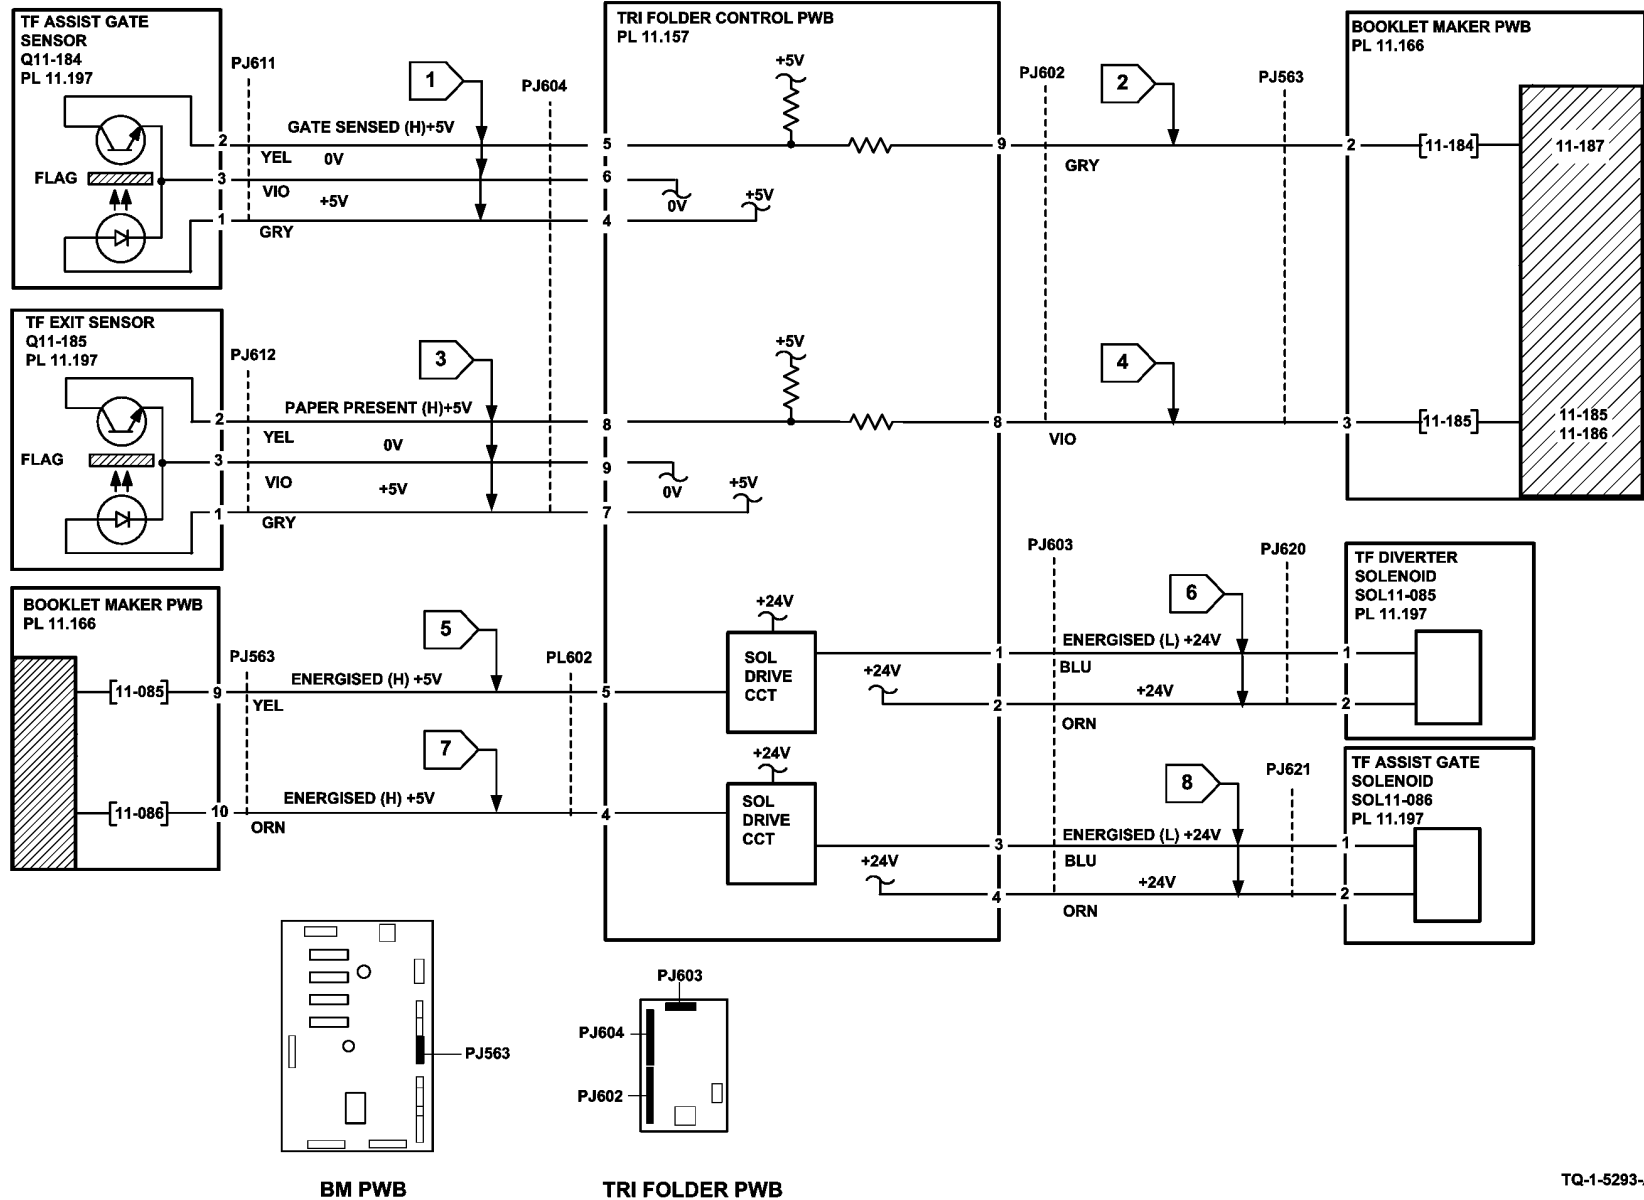 TF ASSIST GATE
SENSOR
Q11-184
PL 11.197
PJ611
1
PJ604
GATE SENSED (H)+5V
2
YEL
0V
FLAG
3
VIO
+5V
1
GRY
TRI FOLDER CONTROL PWB
PL 11.157
+5V
5
6
0V
+5V
4
9
PJ602
2
PJ563
GRY
BOOKLET MAKER PWB
PL 11.166
2
11-184
11-187
TF EXIT SENSOR
Q11-185
PL 11.197
PJ612
3
PAPER PRESENT (H)+5V
2
YEL
0V
FLAG
3
VIO
+5V
1
GRY
+5V
8
9
0V
+5V
7
8
4
VIO
3
11-185
11-185
11-186
BOOKLET MAKER PWB
PL 11.166
PJ563
5
PL602
11-085
9
ENERGISED (H) +5V
YEL
5
7
11-086
10
ENERGISED (H) +5V
ORN
4
+24V
SOL
DRIVE
CCT
+24V
1
2
+24V
SOL
DRIVE
CCT
+24V
3
4
PJ603
6
PJ620
ENERGISED (L) +24V
BLU
+24V
ORN
TF DIVERTER
SOLENOID
SOL11-085
PL 11.197
1
2
8
PJ621
ENERGISED (L) +24V
BLU
+24V
ORN
TF ASSIST GATE
SOLENOID
SOL11-086
PL 11.197
1
2
PJ563
BM PWB
PJ603
PJ604
PJ602
TRI FOLDER PWB
TQ-1-5293-